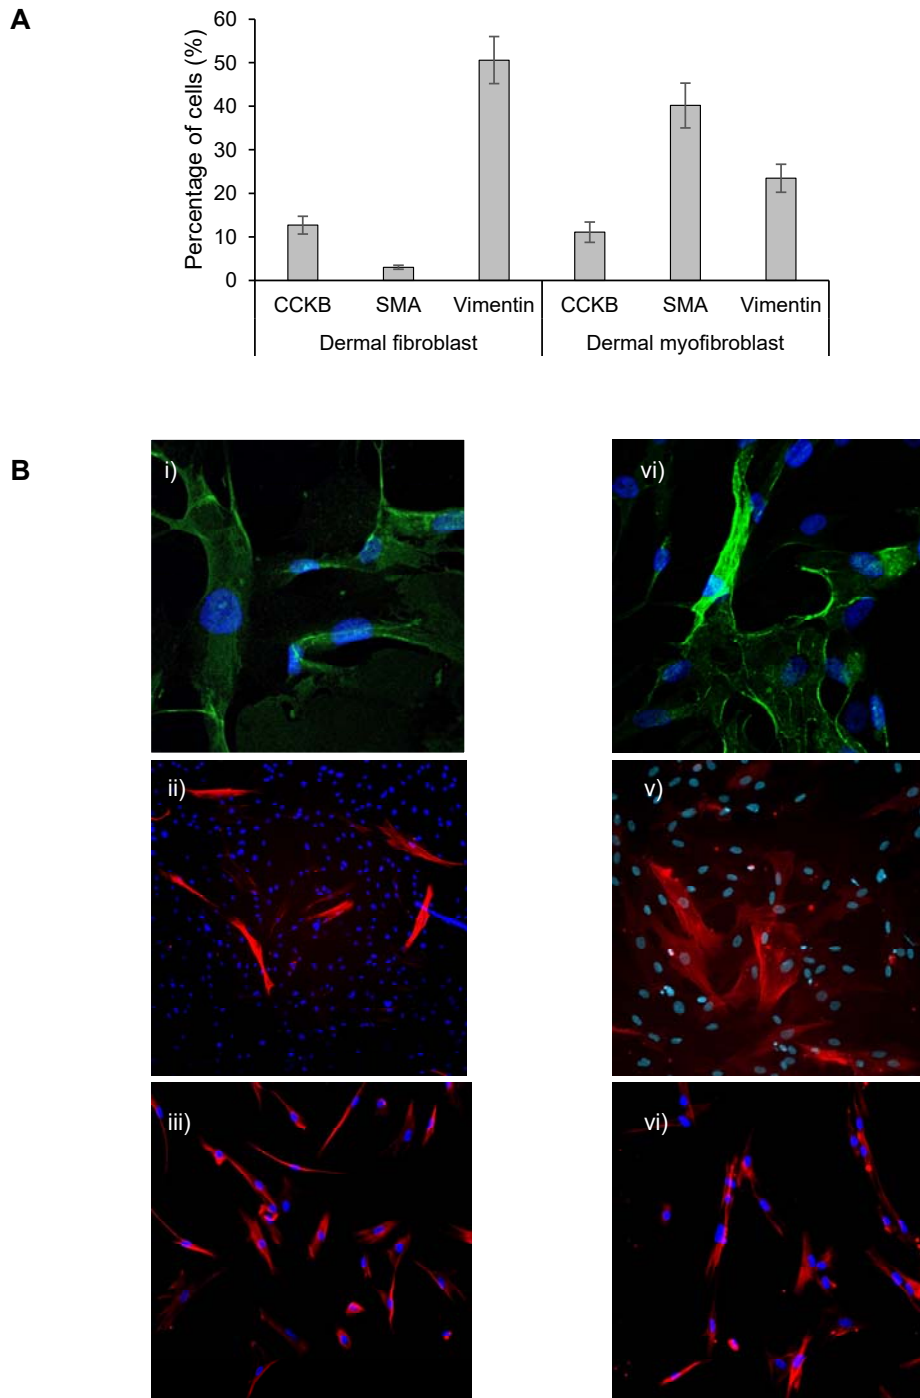 A
Percentage of cells (%)
60
50
40
30
20
10
0
CCKB SMA Vimentin CCKB SMA Vimentin
Dermal fibroblast Dermal myofibroblast
B
i) vi)
ii) v)
iii) vi)